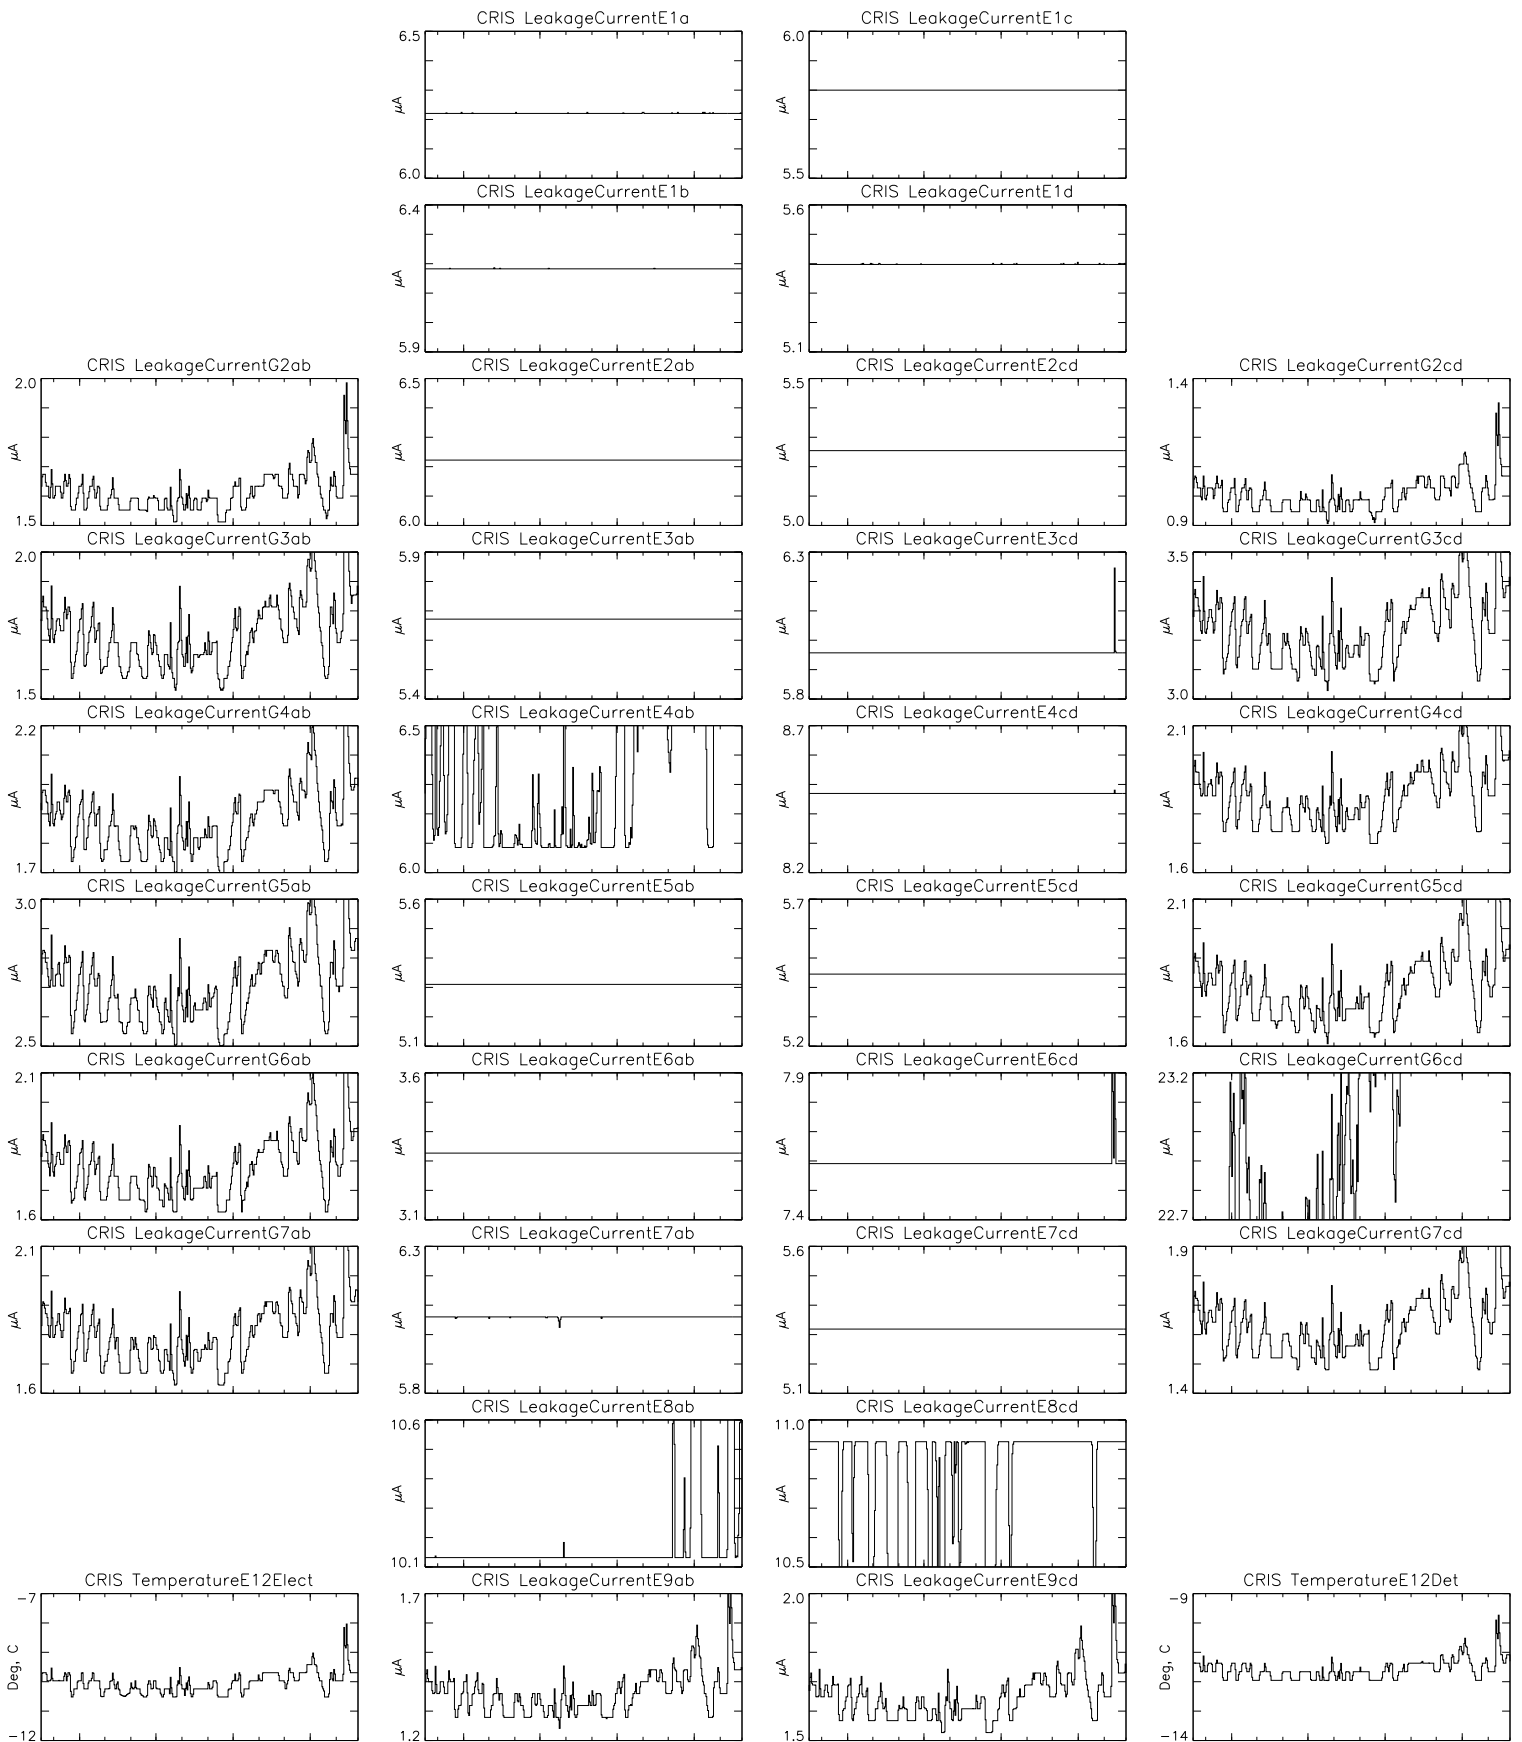 CRIS LeakageCurrentE1a
CRIS LeakageCurrentE1c
6.5
μA
6.0
6.0
μA
5.5
CRIS LeakageCurrentE1b
CRIS LeakageCurrentE1d
6.4
μA
5.9
5.6
μA
5.1
CRIS LeakageCurrentG2ab
CRIS LeakageCurrentE2ab
CRIS LeakageCurrentE2cd
CRIS LeakageCurrentG2cd
2.0
μA
1.5
6.5
μA
6.0
5.5
μA
5.0
1.4
μA
0.9
CRIS LeakageCurrentG3ab
CRIS LeakageCurrentE3ab
CRIS LeakageCurrentE3cd
CRIS LeakageCurrentG3cd
2.0
μA
1.5
5.9
μA
5.4
6.3
μA
5.8
3.5
μA
3.0
CRIS LeakageCurrentG4ab
CRIS LeakageCurrentE4ab
CRIS LeakageCurrentE4cd
CRIS LeakageCurrentG4cd
2.2
μA
1.7
6.5
μA
6.0
8.7
μA
8.2
2.1
μA
1.6
CRIS LeakageCurrentG5ab
CRIS LeakageCurrentE5ab
CRIS LeakageCurrentE5cd
CRIS LeakageCurrentG5cd
3.0
μA
2.5
5.6
μA
5.1
5.7
μA
5.2
2.1
μA
1.6
CRIS LeakageCurrentG6ab
CRIS LeakageCurrentE6ab
CRIS LeakageCurrentE6cd
CRIS LeakageCurrentG6cd
2.1
μA
1.6
3.6
μA
3.1
7.9
μA
7.4
23.2
μA
22.7
CRIS LeakageCurrentG7ab
CRIS LeakageCurrentE7ab
CRIS LeakageCurrentE7cd
CRIS LeakageCurrentG7cd
2.1
μA
1.6
6.3
μA
5.8
5.6
μA
5.1
1.9
μA
1.4
CRIS LeakageCurrentE8ab
CRIS LeakageCurrentE8cd
10.6
μA
10.1
11.0
μA
10.5
CRIS TemperatureE12Elect
CRIS LeakageCurrentE9ab
CRIS LeakageCurrentE9cd
CRIS TemperatureE12Det
-7
Deg, C
-12
1.7
μA
1.2
2.0
μA
1.5
-9
Deg, C
-14